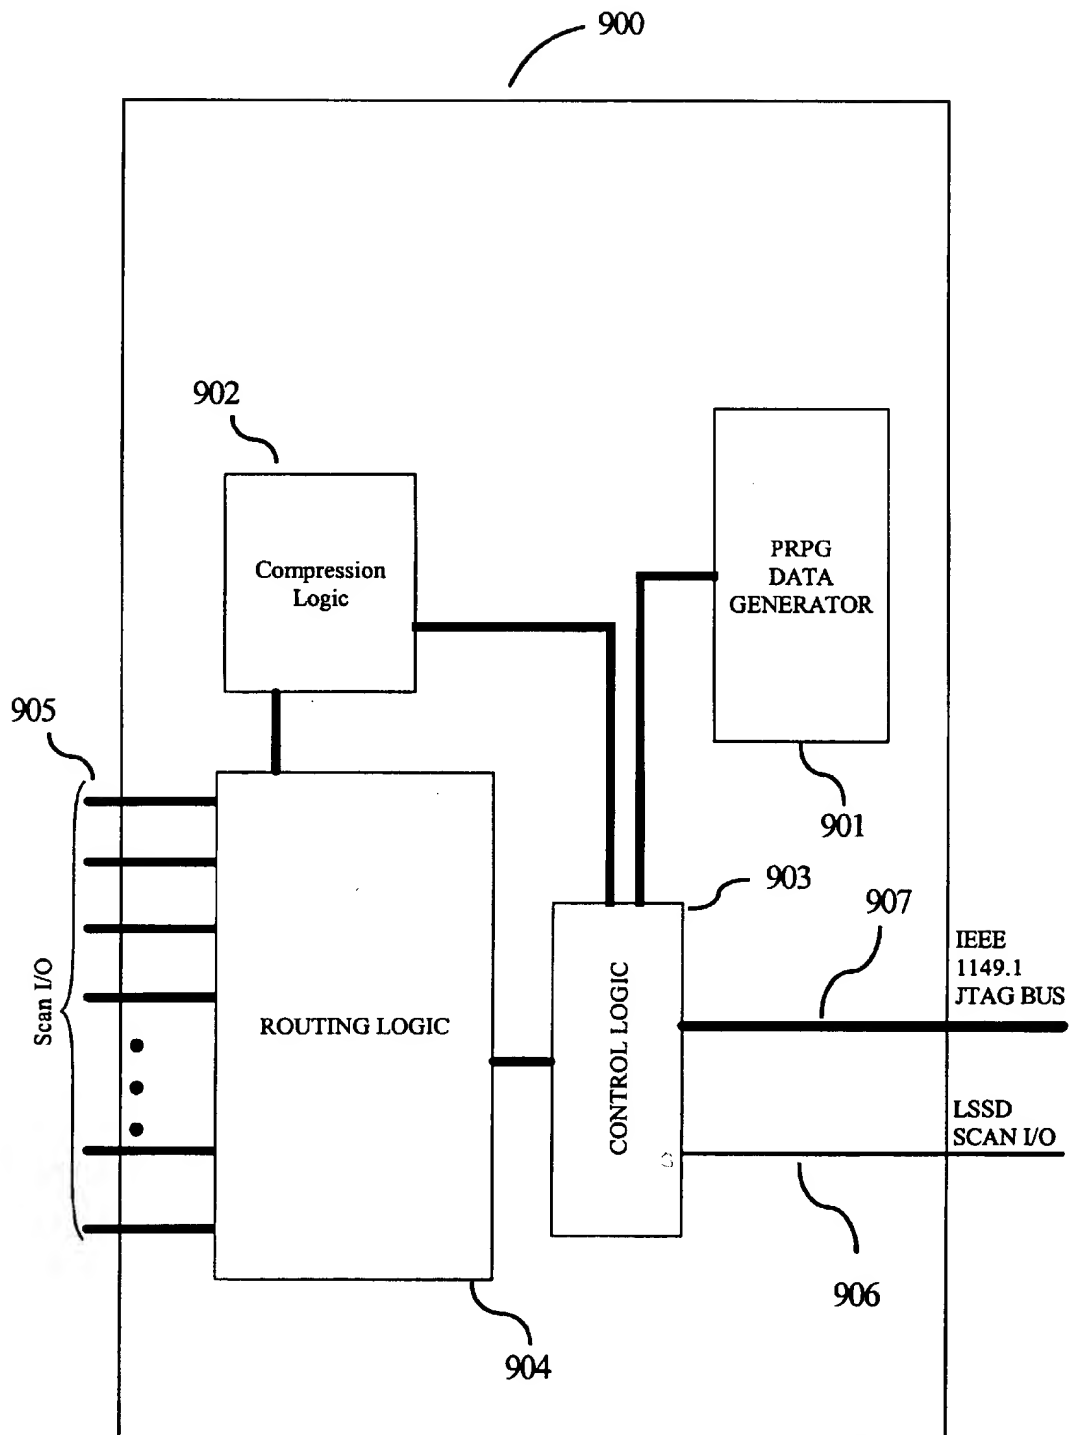 900
902
Compression
Logic
PRPG
DATA
GENERATOR
905
901
903
907
IEEE
1149.1
JTAG BUS
Scan I/O
ROUTING LOGIC
CONTROL LOGIC
LSSD
SCAN I/O
906
904